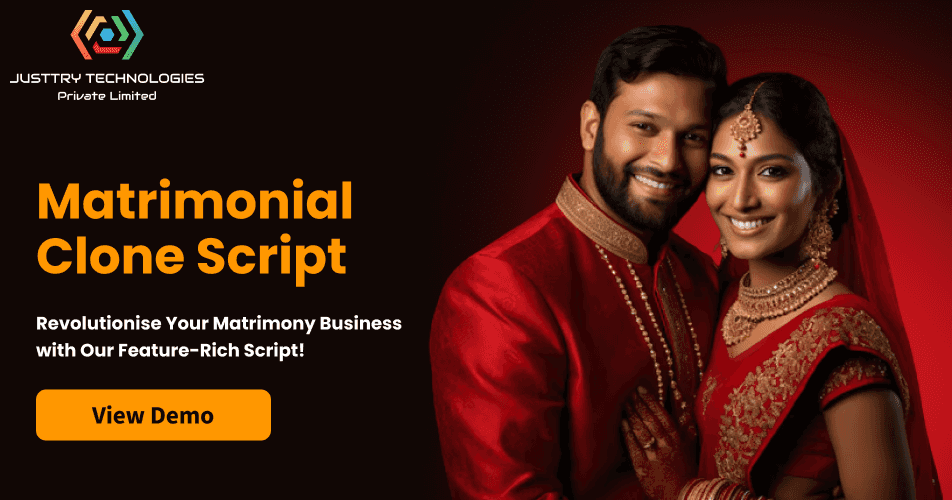 JUSTTRY TECHNOLOGIES
Private Limited
Matrimonial
Clone Script
Revolutionise Your Matrimony Business
with Our Feature-Rich Script!
View Demo